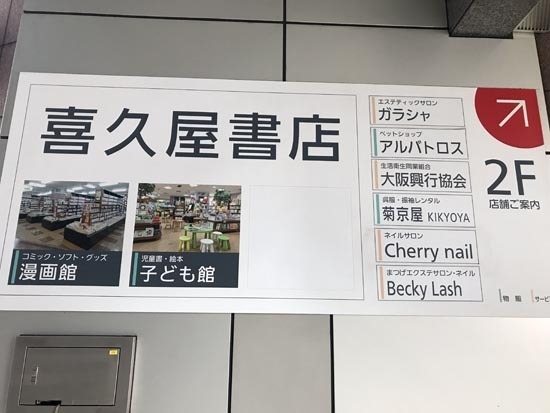 喜久屋書店
コミック・ソフト・グッズ
漫画館
児童書・絵本
子ども館
エステティックサロン
ガラシャ
ペットショップ
アルバトロス
生活衛生同業組合
大阪興行協会
呉服・振袖レンタル
菊京屋 KIKYOYA
ネイルサロン
Cherry nail
まつげエクステサロン・ネイル
Becky Lash
2F
店舗ご案内
物販
サービ